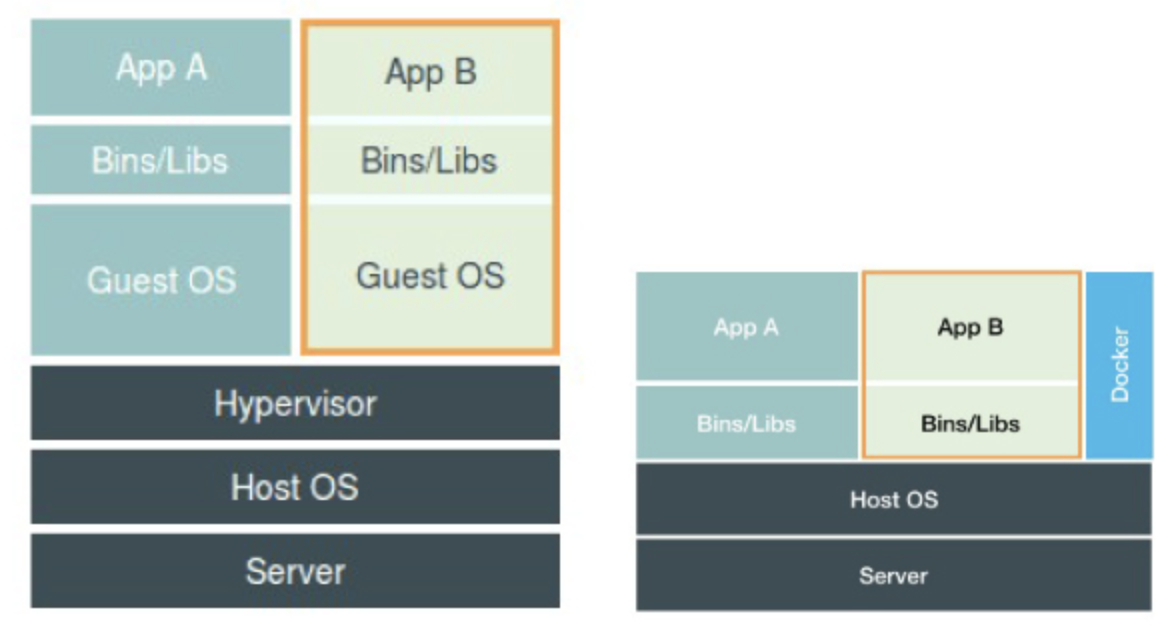 App A
App B
Bins/Libs
Bins/Libs
Guest OS
Guest OS
Hypervisor
Host OS
Server
App A
App B
Docker
Bins/Libs
Bins/Libs
Host OS
Server